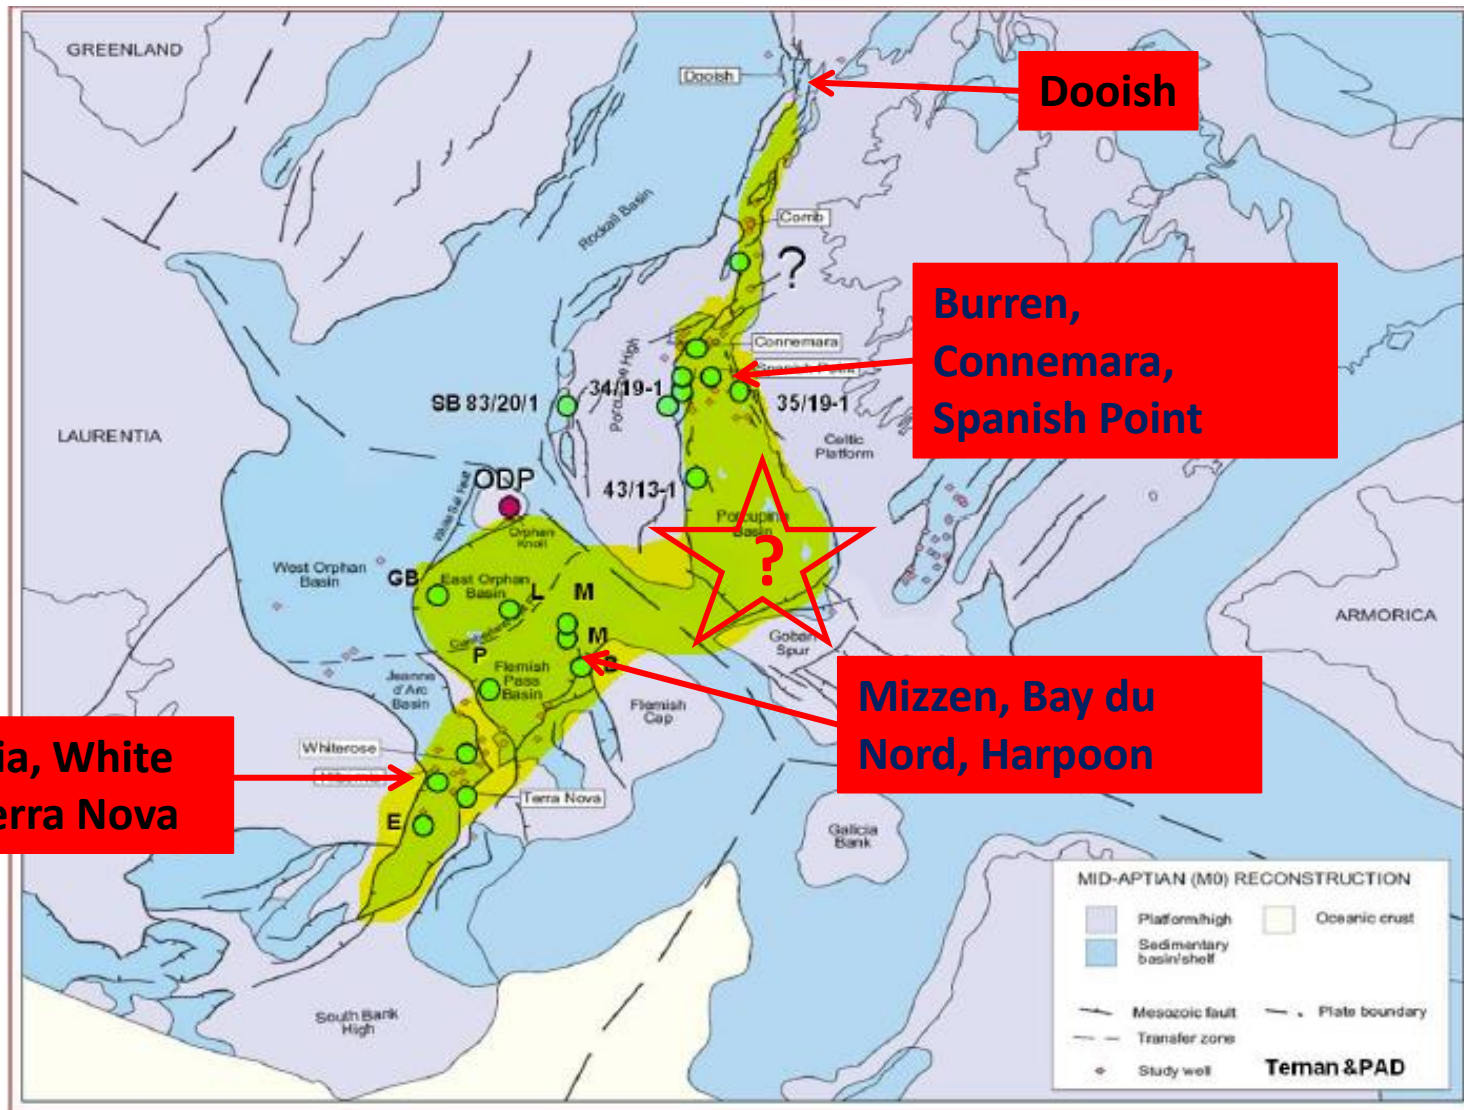 GREENLAND
Dooish
Dooish
Rockall Basin
Comb
?
Burren,
Connemara,
Spanish Point
Connemara
Spanish Point
High
34/19-1
SB 83/20/1
35/19-1
LAURENTIA
Celtic
Platform
ODP
43/13-1
Porcupine
Basin
Orphan
Knoll
?
West Orphan
Basin
GB
East Orphan
Basin
L
M
ARMORICA
M
Goban
Spur
P
Flemish
Pass
Basin
B
Jeanne
d'Arc
Basin
Flemish
Cap
Mizzen, Bay du
Nord, Harpoon
ia, White
erra Nova
Whiterose
Terra Nova
E
Galicia
Bank
South Bank
High
MID-APTIAN (M0) RECONSTRUCTION
Platform/high
Oceanic crust
Sedimentary
basin/shelf
Mesozoic fault
Plate boundary
Transfer zone
Study well
Ternan &PAD